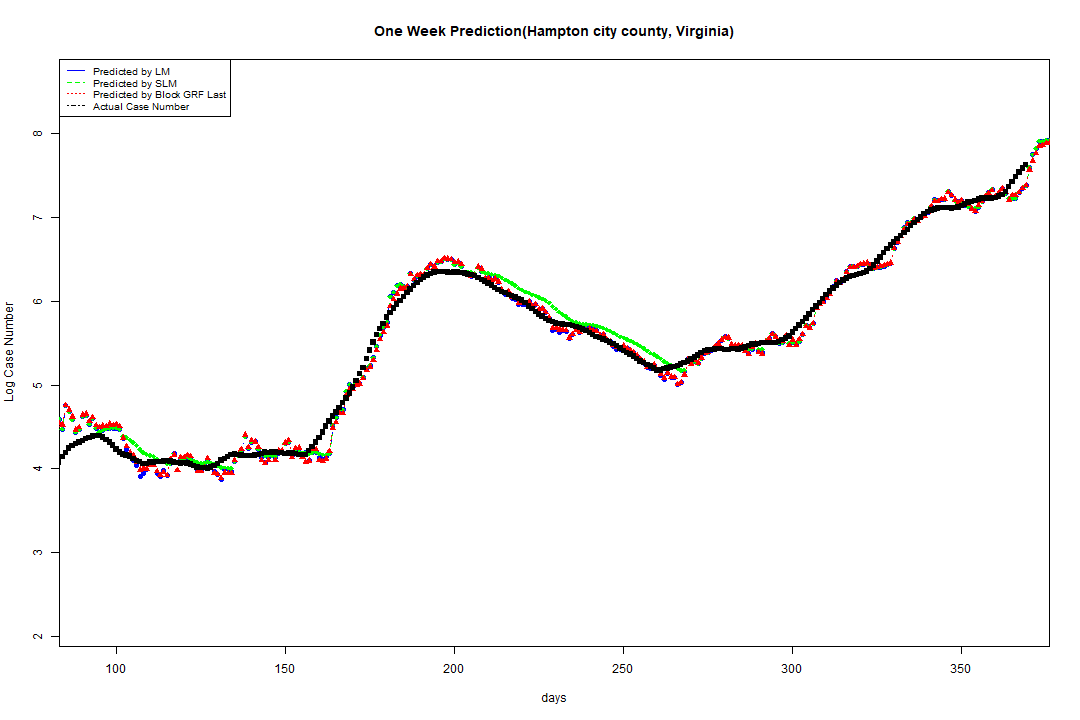 One Week Prediction(Hampton city county, Virginia)
Predicted by LM
Predicted by SLM
Predicted by Block GRF Last
Actual Case Number
8
7
6
5
4
3
2
Log Case Number
100 150 200 250 300 350
days